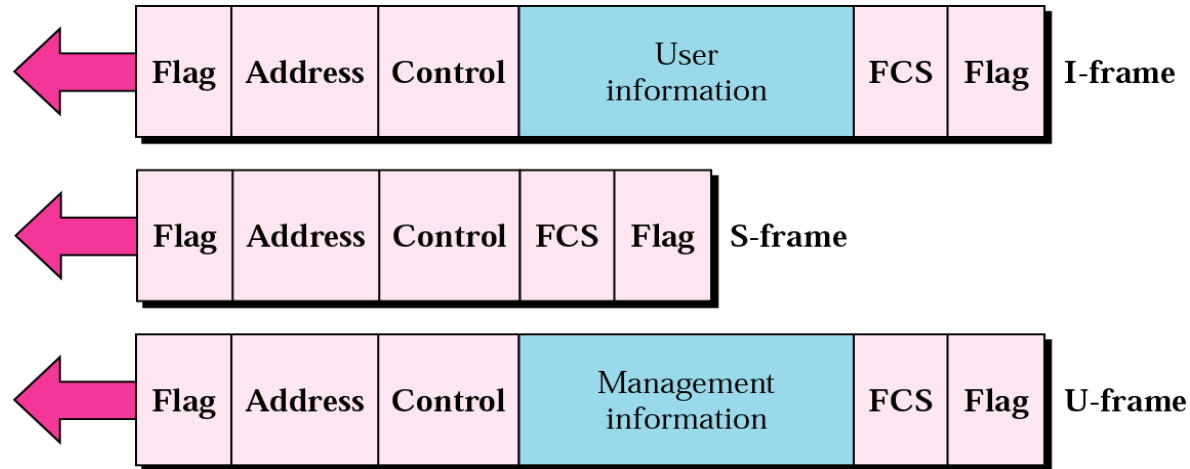 Flag Address Control User information FCS Flag I-frame
Flag Address Control FCS Flag S-frame
Flag Address Control Management information FCS Flag U-frame